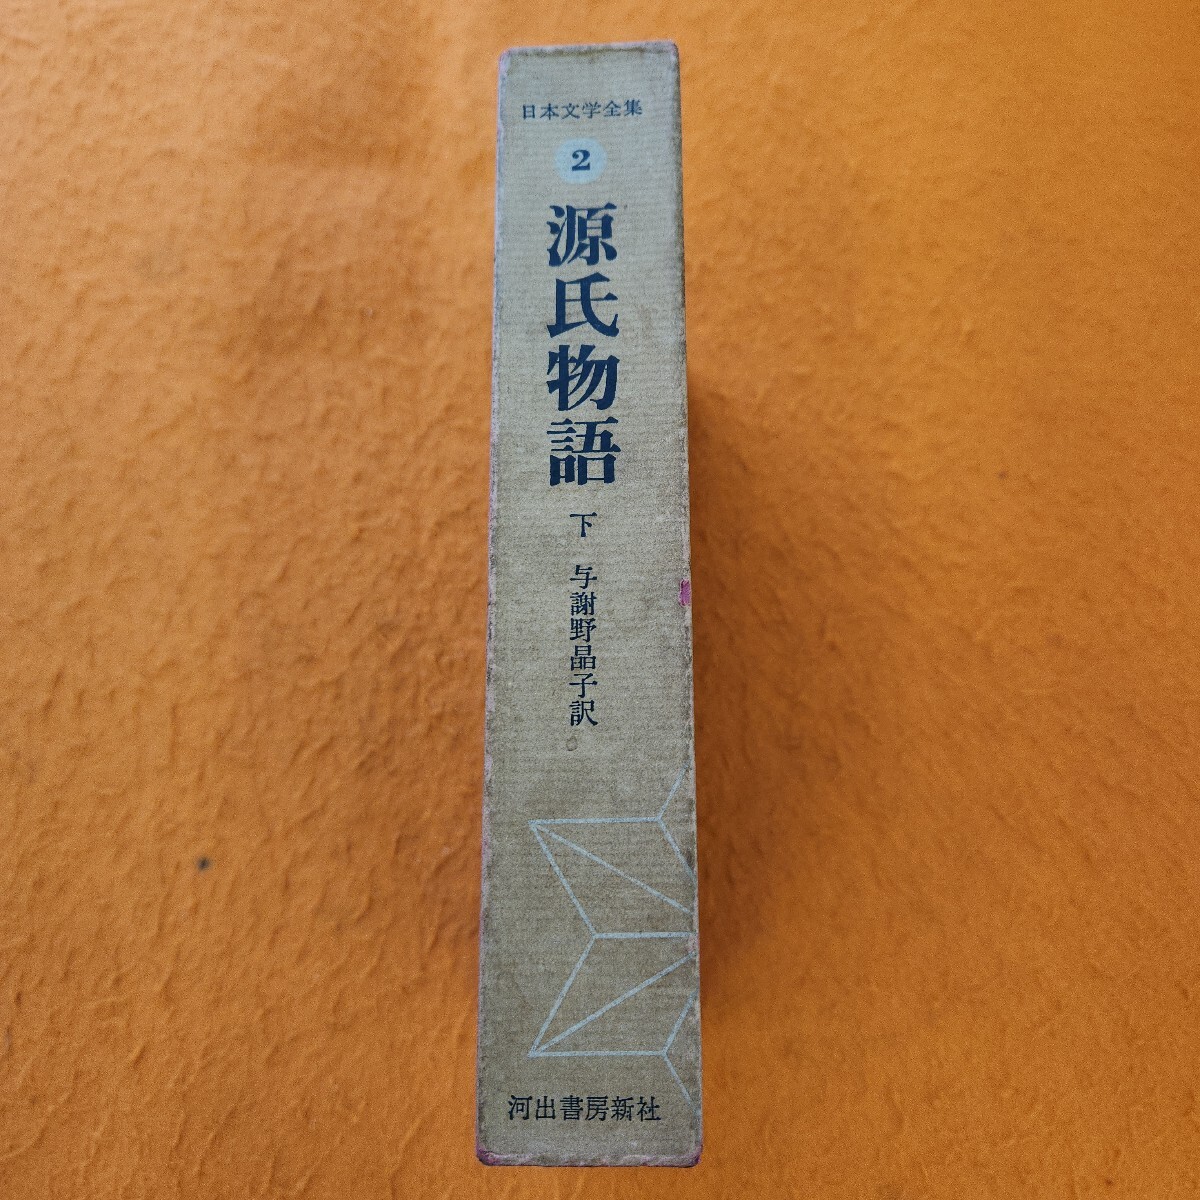 日本文学全集
2
源氏物語
下
与謝野晶子訳
河出書房新社